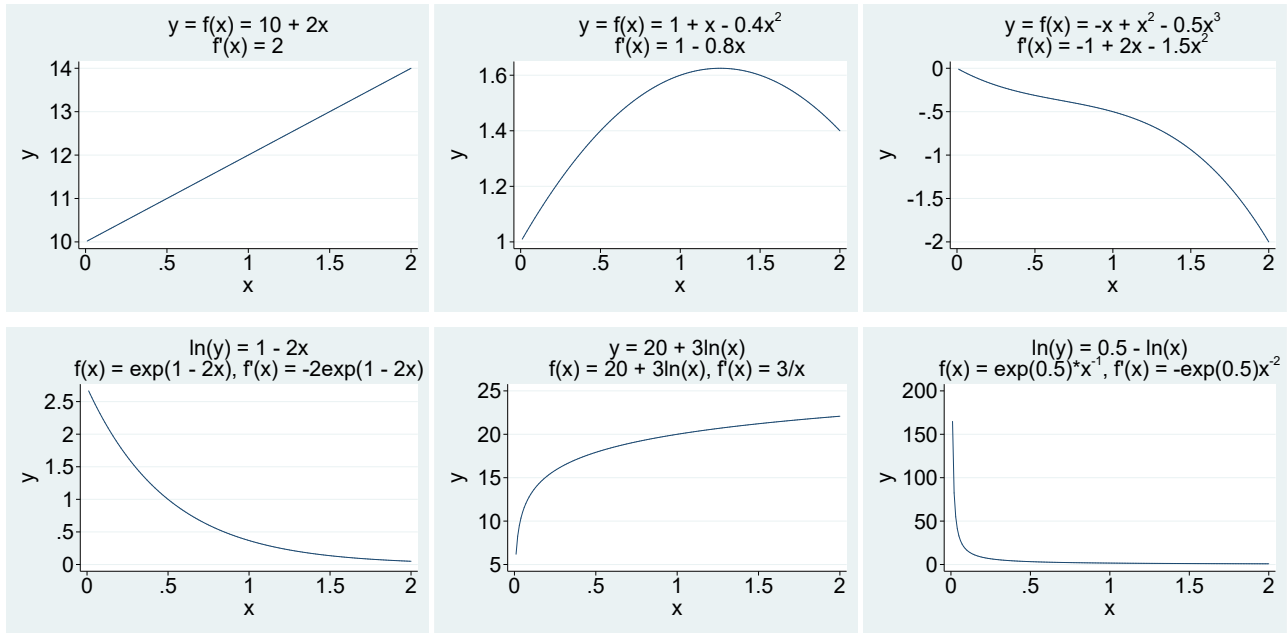 y = f(x) = 10 + 2x
f'(x) = 2
14
13
12
11
10
y
0 .5 1 1.5 2
x
y = f(x) = 1 + x - 0.4x²
f'(x) = 1 - 0.8x
1.6
1.4
1.2
1
y
0 .5 1 1.5 2
x
y = f(x) = -x + x² - 0.5x³
f'(x) = -1 + 2x - 1.5x²
0
-.5
-1
-1.5
-2
y
0 .5 1 1.5 2
x
ln(y) = 1 - 2x
f(x) = exp(1 - 2x), f'(x) = -2exp(1 - 2x)
2.5
2
1.5
1
.5
0
y
0 .5 1 1.5 2
x
y = 20 + 3ln(x)
f(x) = 20 + 3ln(x), f'(x) = 3/x
25
20
15
10
5
y
0 .5 1 1.5 2
x
ln(y) = 0.5 - ln(x)
f(x) = exp(0.5)*x⁻¹, f'(x) = -exp(0.5)x⁻²
200
150
100
50
0
y
0 .5 1 1.5 2
x